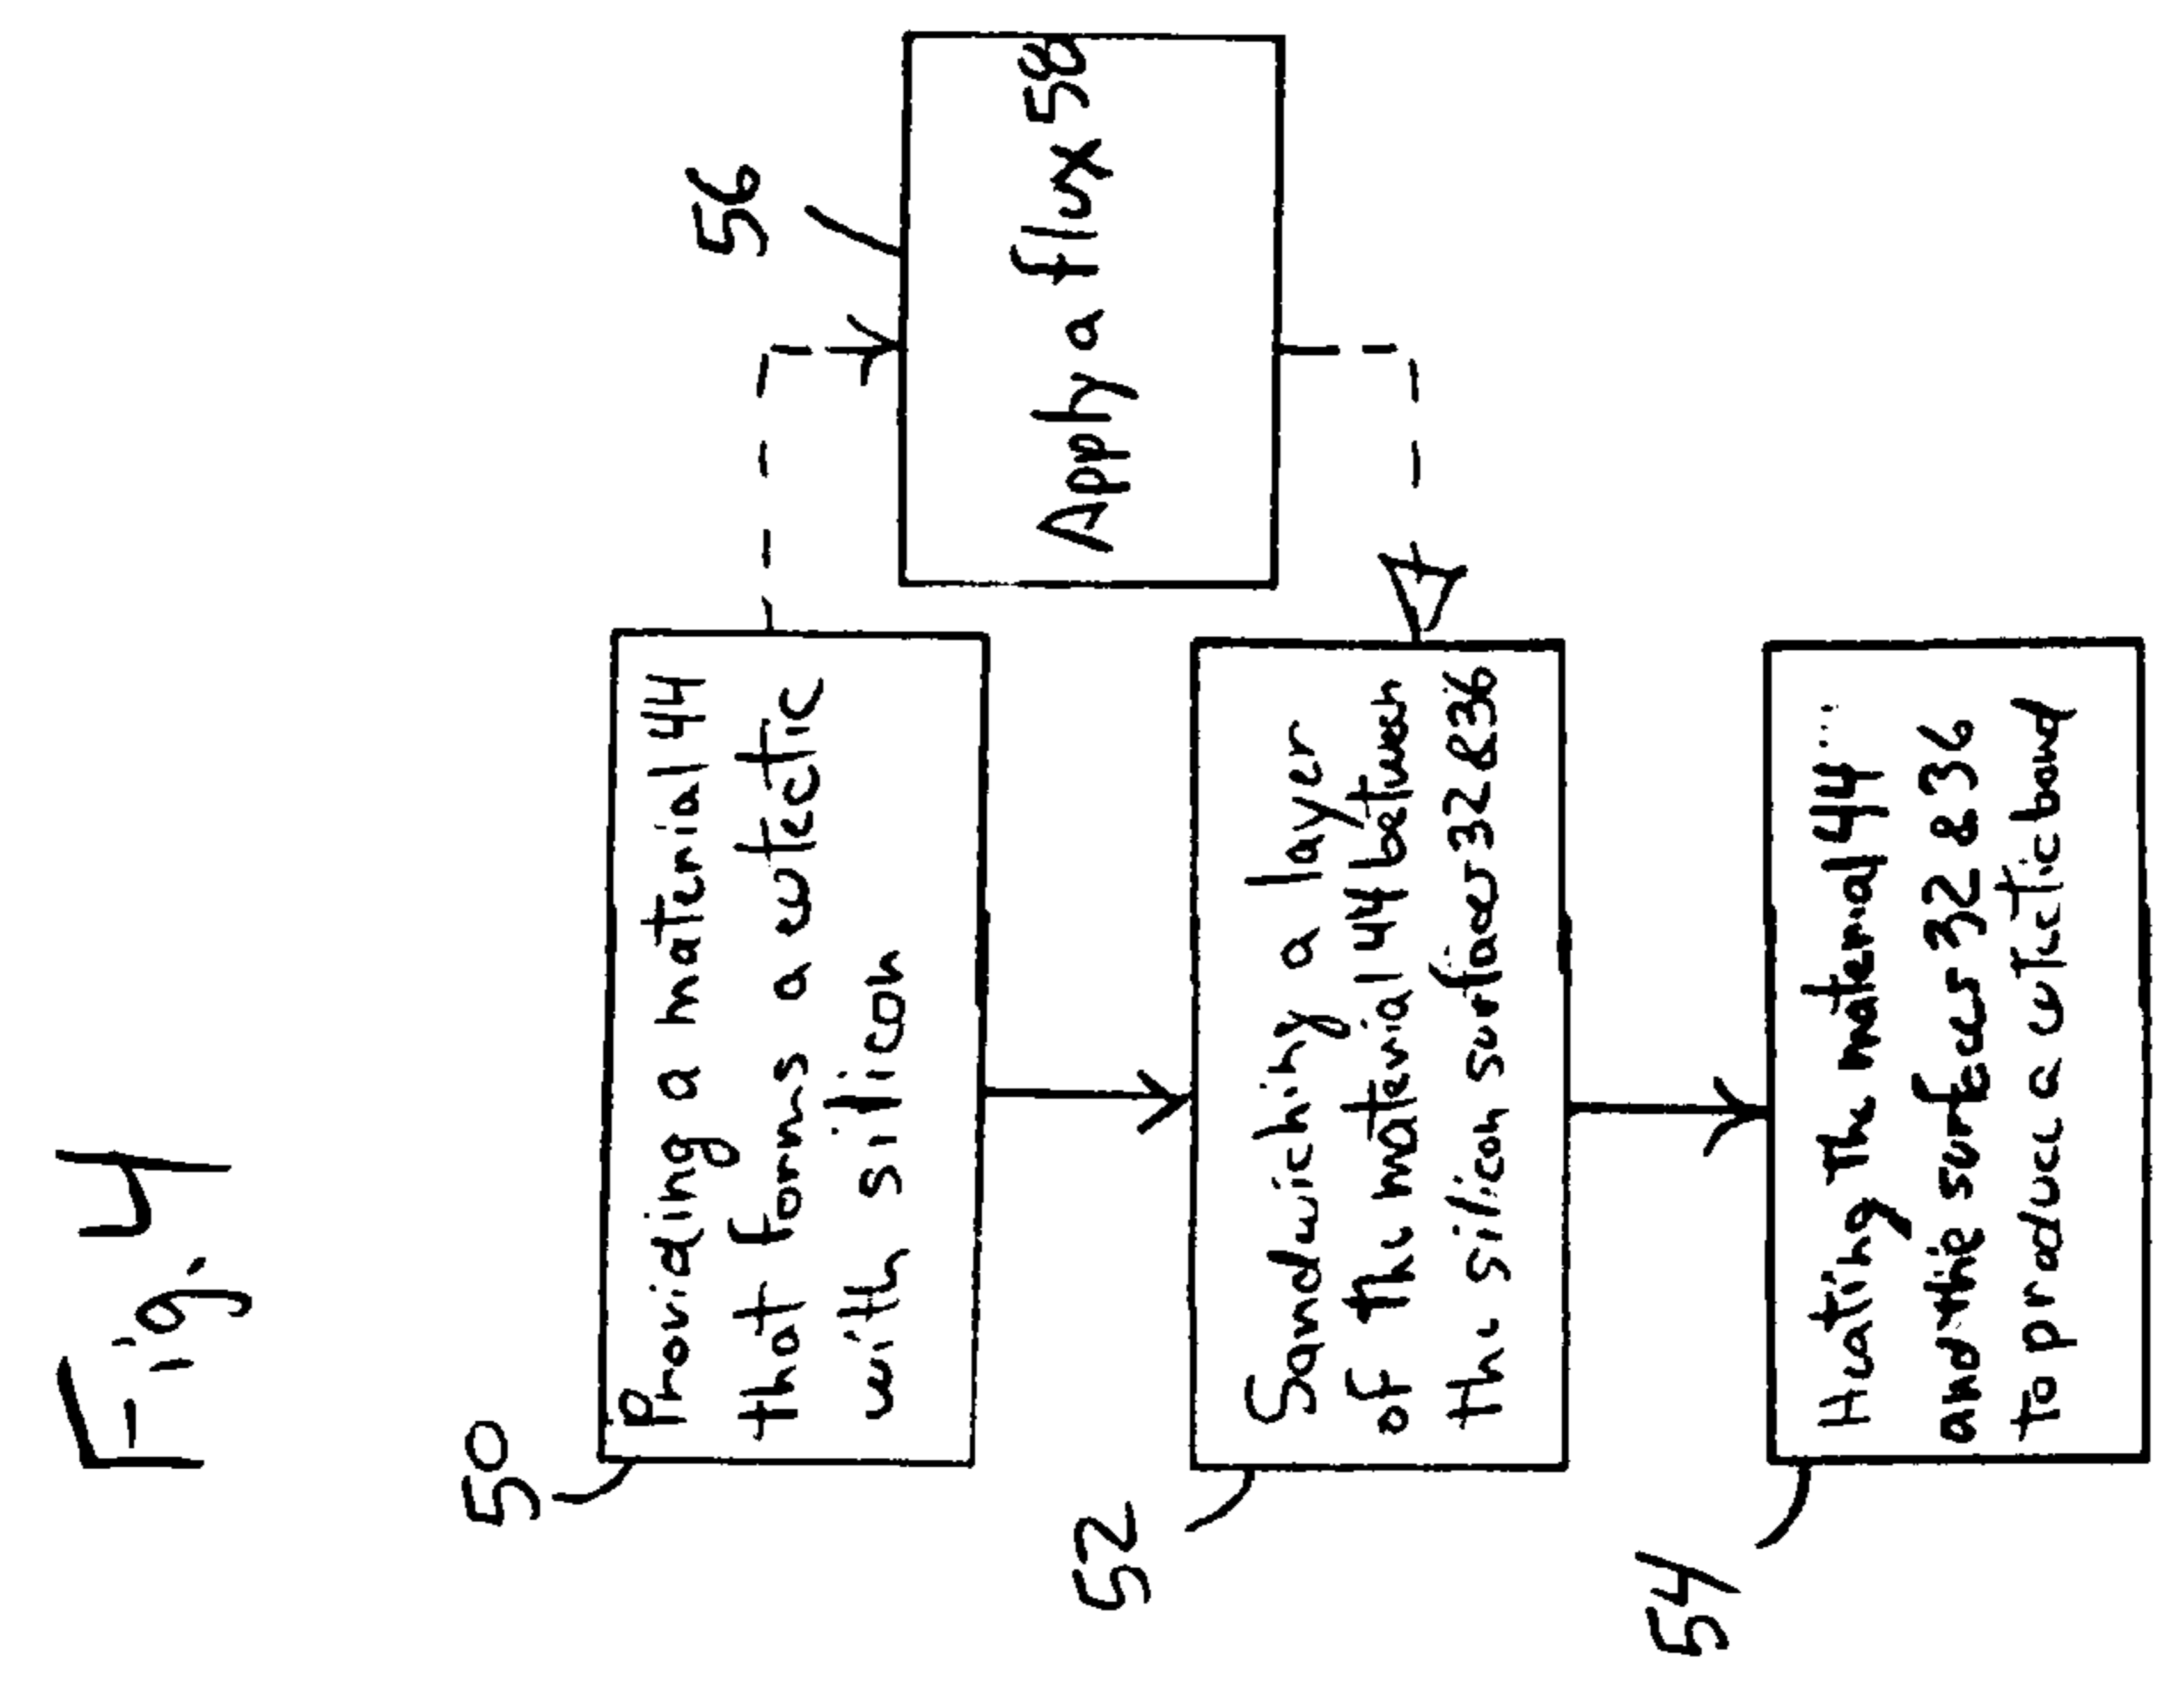 Fig. 4
50
Providing a material 44
that forms a eutectic
with silicon
56
Apply a flux 58
52
Sandwiching a layer
of the material 44 between
the silicon surfaces 32 & 36
54
Heating the material 44...
and the surfaces 32 & 36
to produce a eutectic bond